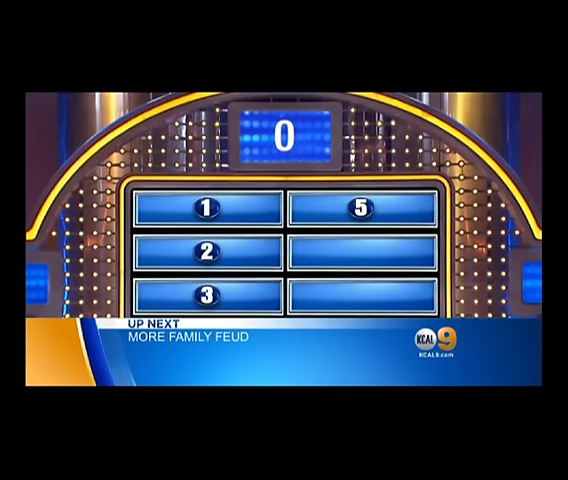 0
1 5
2
3
UP NEXT
MORE FAMILY FEUD
KCAL 9
KCAL9.com